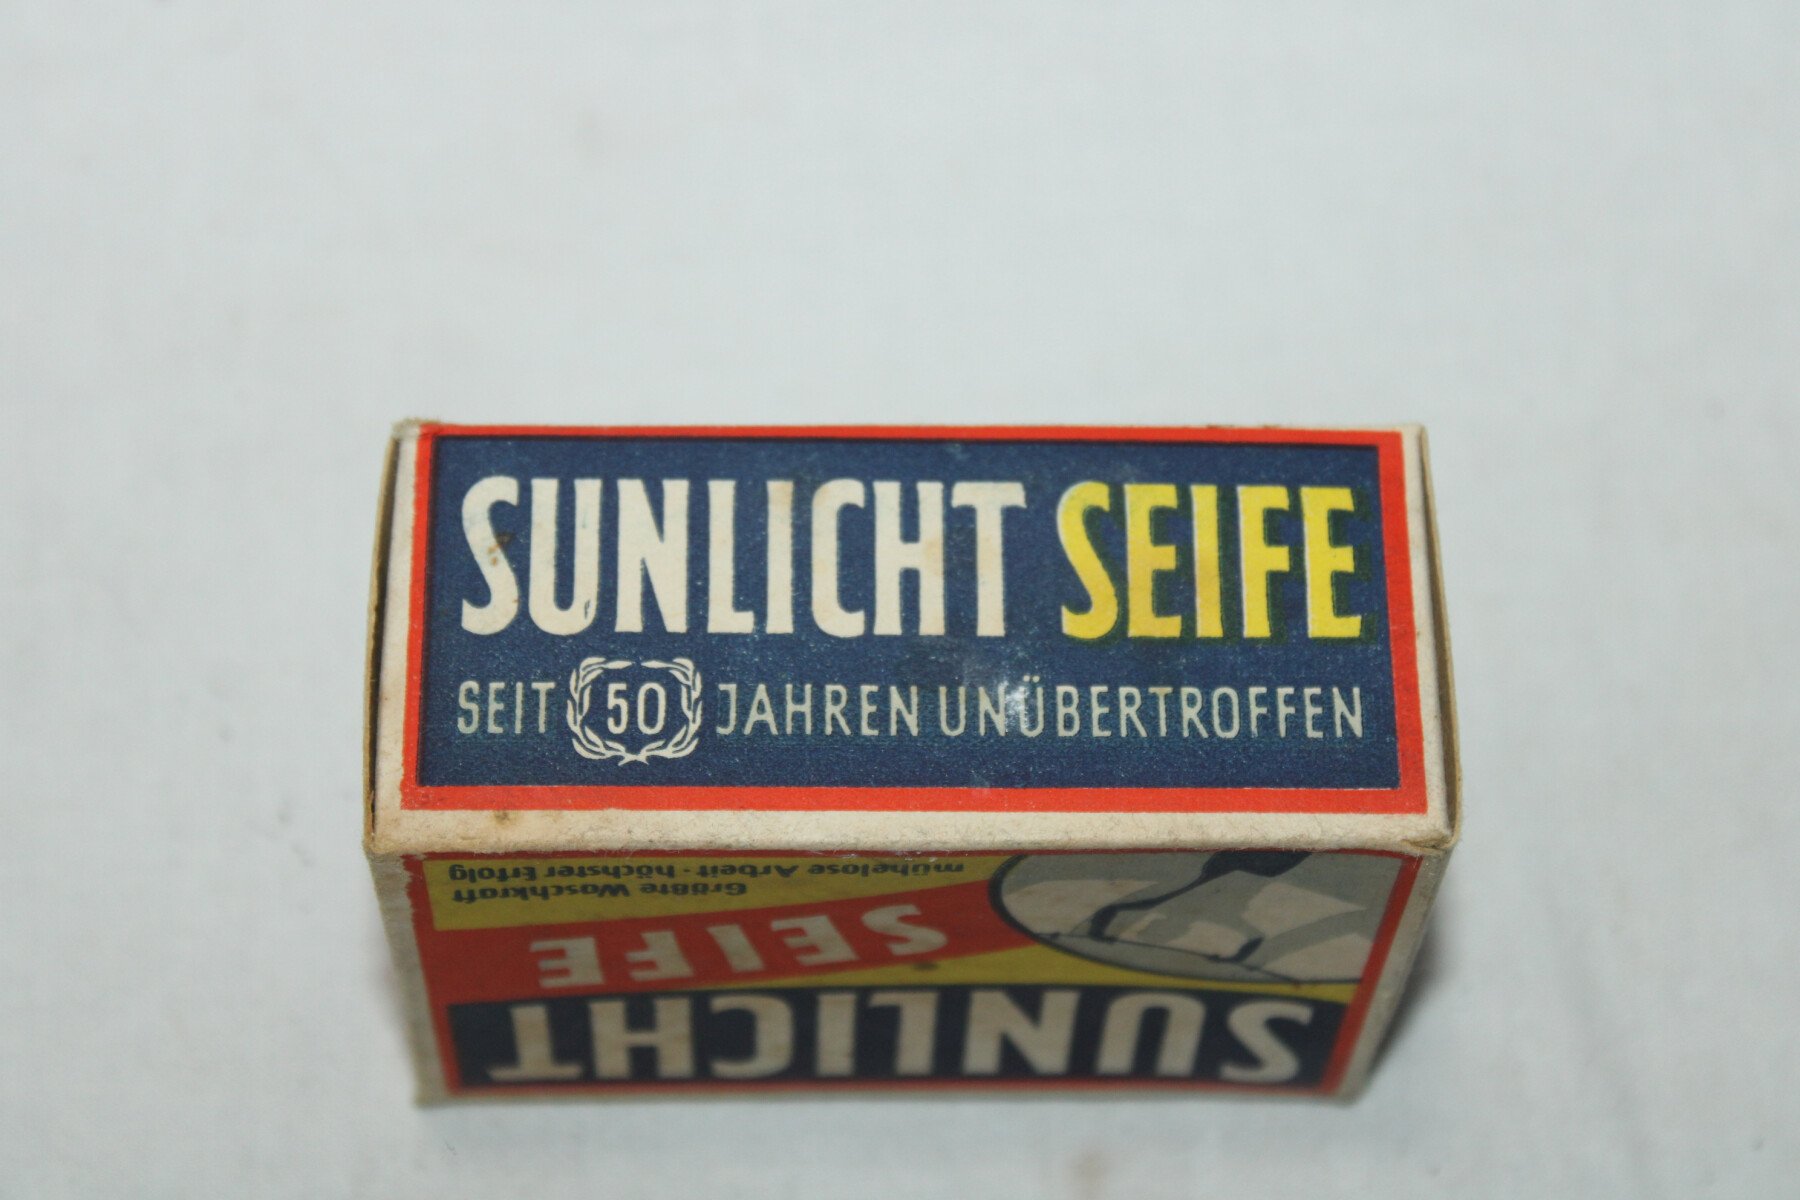 SUNLICHT SEIFE
SEIT 50 JAHREN UNÜBERTROFFEN
SUNLICHT
SEIFE
Größte Waschkraft
mühelose Arbeit · höchster Erfolg